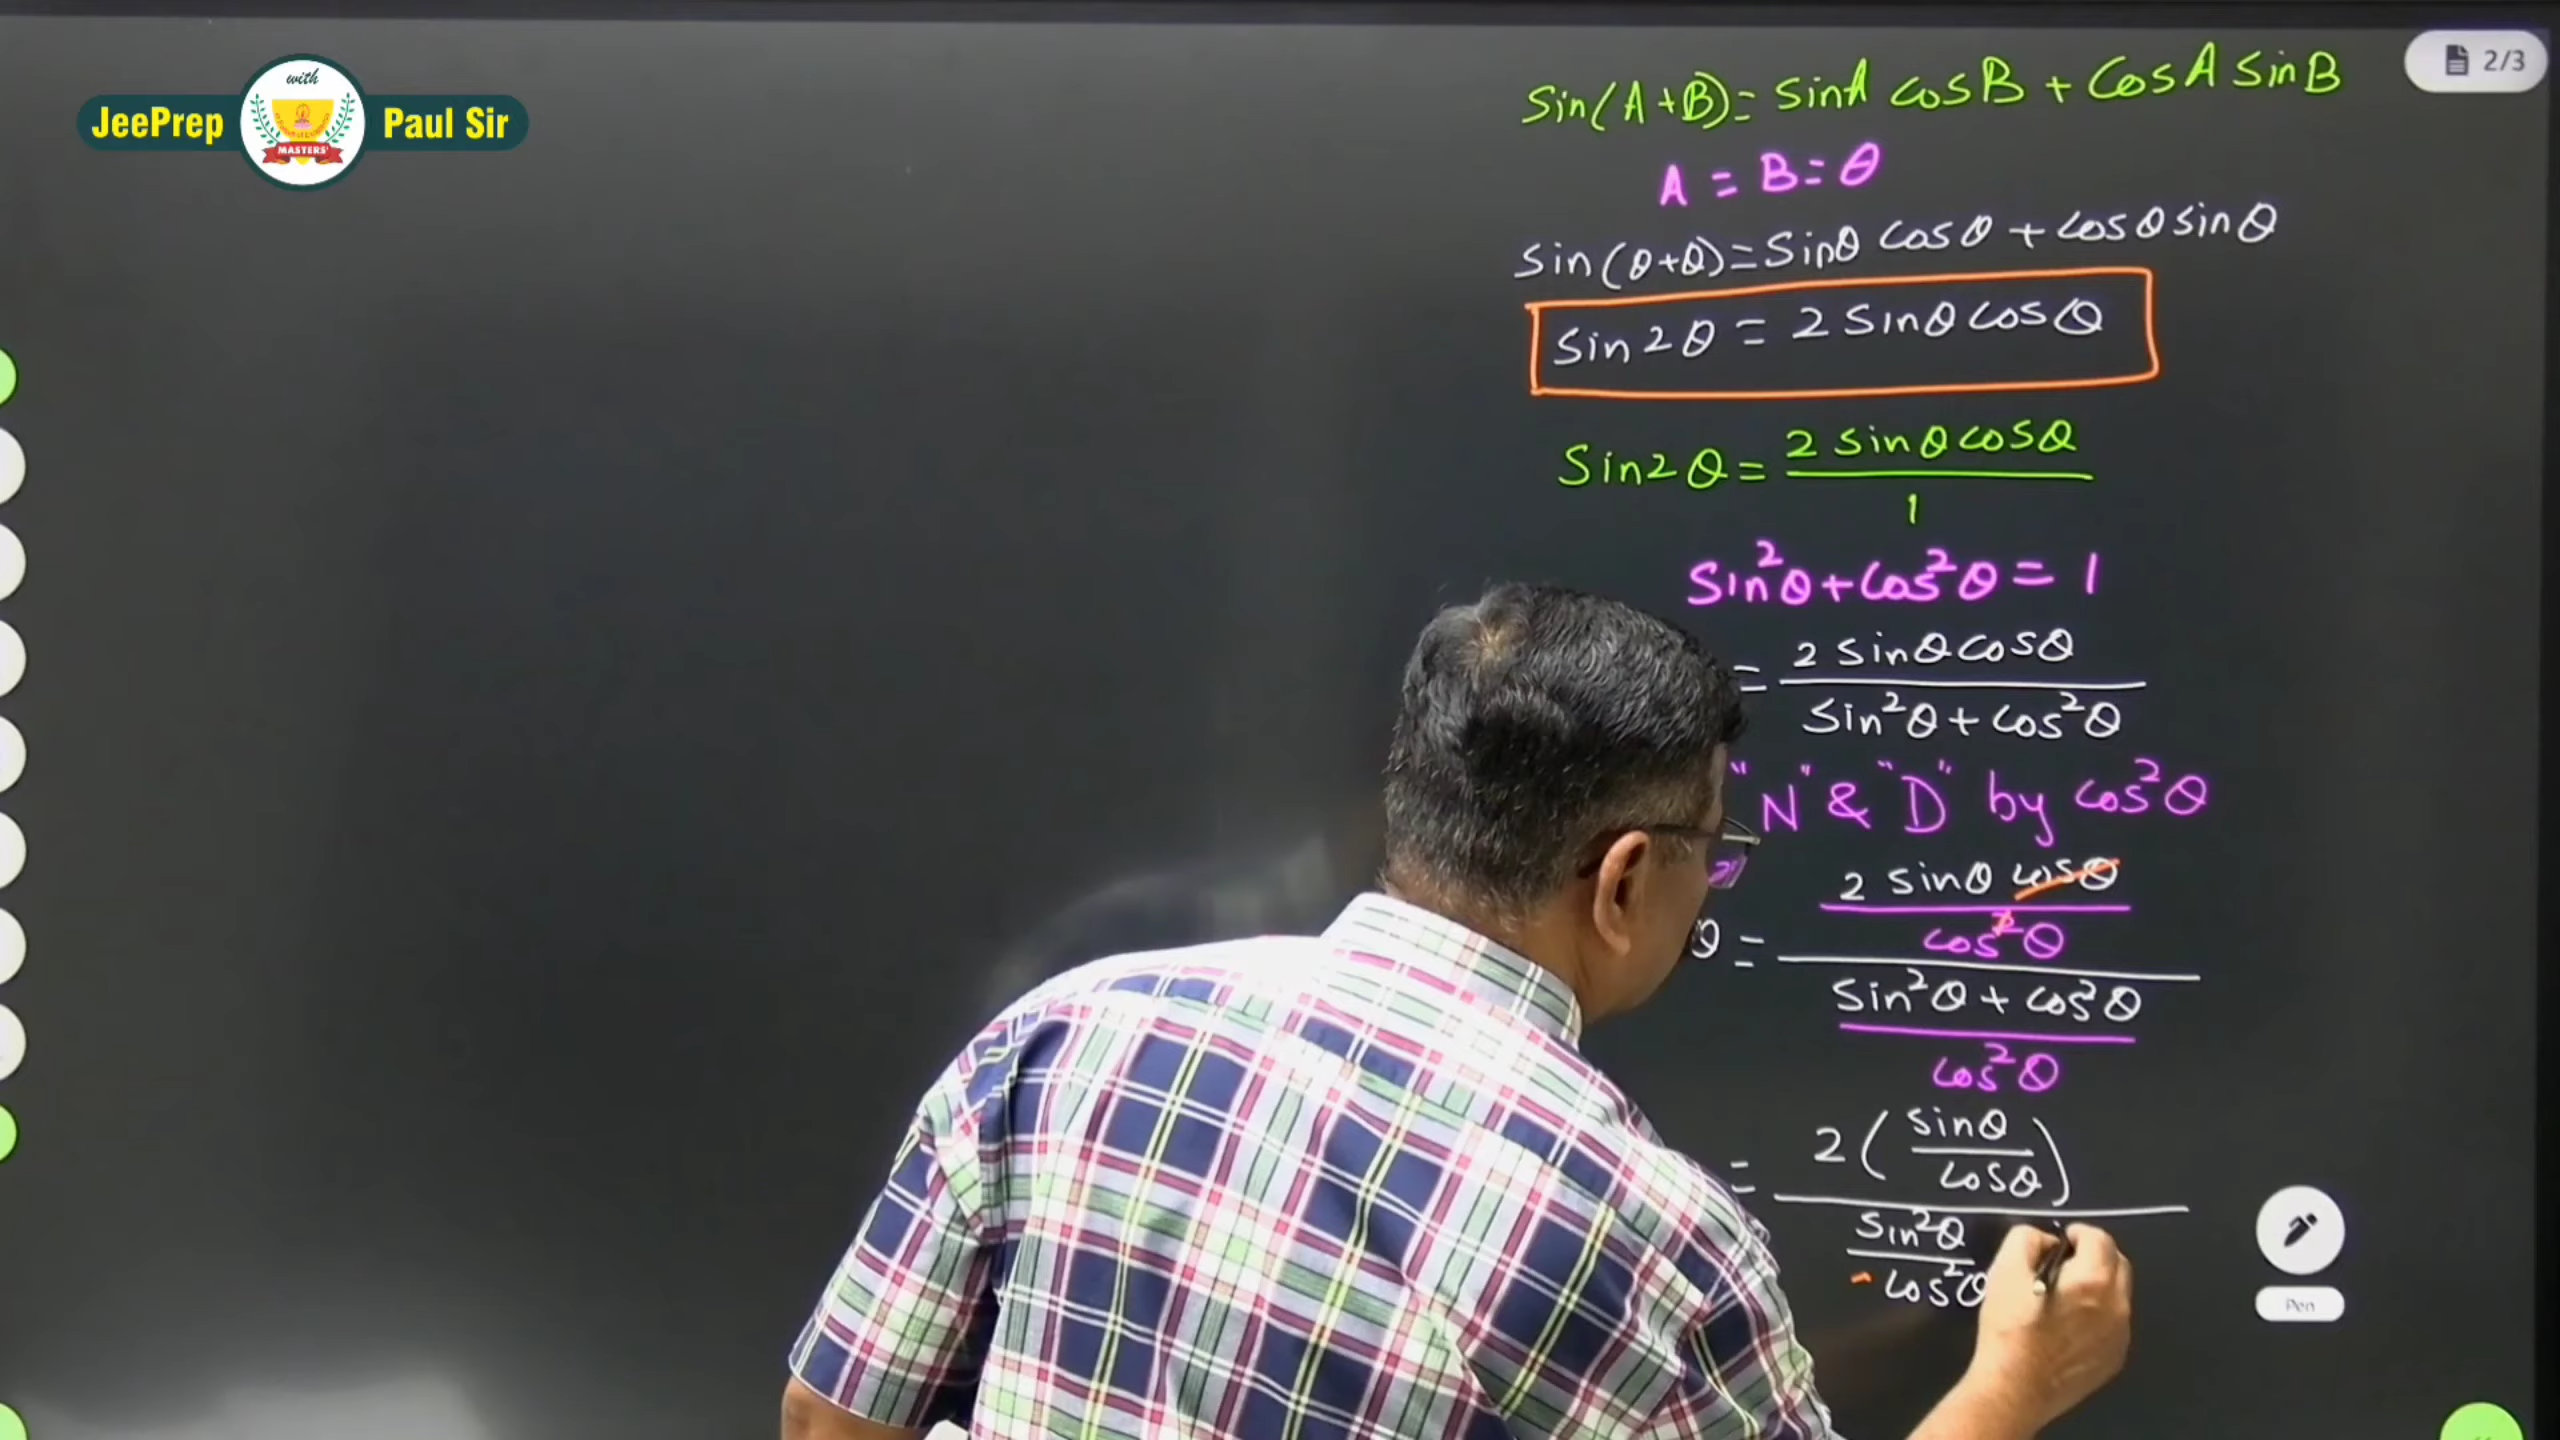 JeePrep with MASTERS' Paul Sir
2/3
Sin(A+B)= sinA cosB + CosA sinB
A = B = θ
Sin(θ+θ)=Sinθ cosθ + cosθ sinθ
Sin2θ = 2 sinθ cosθ
Sin2θ = 2 sinθ cosθ
1
Sin²θ+cos²θ = 1
= 2 sinθ cosθ
Sin²θ + cos²θ
"N" & "D" by cos²θ
2 sinθ cosθ
cos²θ
θ =
Sin²θ + cos²θ
cos²θ
= 2 ( sinθ
cosθ )
Sin²θ
cos²θ
Pen